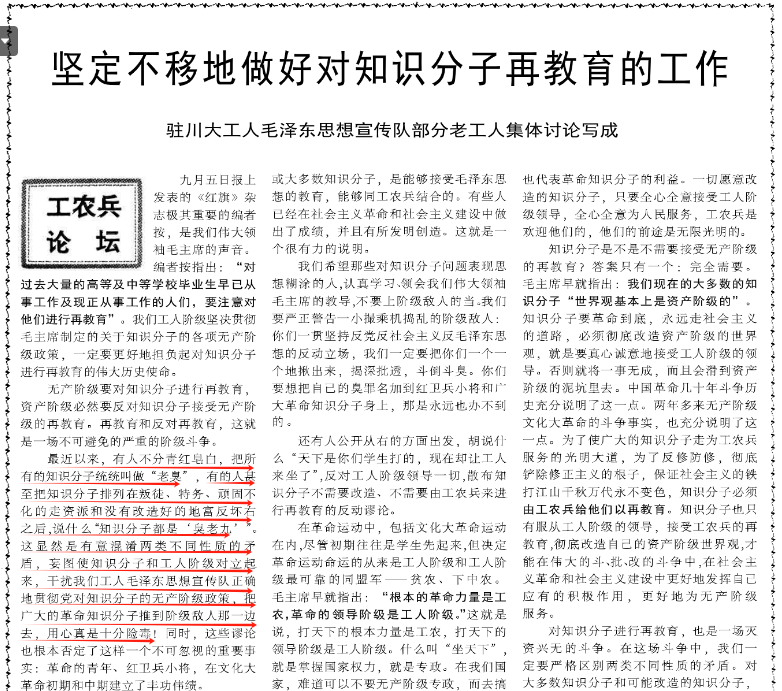 坚定不移地做好对知识分子再教育的工作
驻川大工人毛泽东思想宣传队部分老工人集体讨论写成
工农兵
论 坛
九月五日报上
发表的《红旗》杂
志极其重要的编者
按，是我们伟大领
袖毛主席的声音。
编者按指出：“对
过去大量的高等及中等学校毕业生早已从
事工作及现正从事工作的人们，要注意对
他们进行再教育”。我们工人阶级坚决贯彻
毛主席制定的关于知识分子的各项无产阶
级政策，一定要更好地担负起对知识分子
进行再教育的伟大历史使命。
无产阶级要对知识分子进行再教育，
资产阶级必然要反对知识分子接受无产阶
级的再教育。再教育和反对再教育，这就
是一场不可避免的严重的阶级斗争。
最近以来，有人不分青红皂白，把所
有的知识分子统统叫做“老臭”，有的人甚
至把知识分子排列在叛徒、特务、顽固不
化的走资派和没有改造好的地富反坏右
之后，说什么“知识分子都是‘臭老九’”。
这显然是有意混淆两类不同性质的矛
盾，妄图使知识分子和工人阶级对立起
来，干扰我们工人毛泽东思想宣传队正确
地贯彻党对知识分子的无产阶级政策，把
广大的革命知识分子推到阶级敌人那一边
去，用心真是十分险毒！同时，这些谬论
也根本否定了这样一个不可忽视的重要事
实：革命的青年、红卫兵小将，在文化大
革命初期和中期建立了丰功伟绩。
或大多数知识分子，是能够接受毛泽东思
想的教育，能够同工农兵结合的。有些人
已经在社会主义革命和社会主义建设中做
出了成绩，并且有所发明创造。这就是一
个很有力的说明。
我们希望那些对知识分子问题表现思
想糊涂的人，认真学习、领会我们伟大领袖
毛主席的教导，不要上阶级敌人的当。我们
要严正警告一小撮乘机捣乱的阶级敌人：
你们一贯坚持反党反社会主义反毛泽东思
想的反动立场，我们一定要把你们一个一
个地揪出来，揭深批透，斗倒斗臭。你们
要想把自己的臭罪名加到红卫兵小将和广
大革命知识分子身上，那是永远也办不到
的。
还有人公开从右的方面出发，胡说什
么“天下是你们学生打的，现在却让工人
来坐了”，反对工人阶级领导一切，散布知
识分子不需要改造、不需要由工农兵来进
行再教育的反动谬论。
在革命运动中，包括文化大革命运动
在内，尽管初期往往是学生先起来，但决定
革命运动命运的从来是工人阶级和工人阶
级最可靠的同盟军——贫农、下中农。
毛主席早就指出：“根本的革命力量是工
农，革命的领导阶级是工人阶级。”这就是
说，打天下的根本力量是工农，打天下的
领导阶级是工人阶级。什么叫“坐天下”，
就是掌握国家权力，就是专政。在我们国
家，难道可以不要无产阶级专政，而去搞
也代表革命知识分子的利益。一切愿意改
造的知识分子，只要全心全意接受工人阶
级领导，全心全意为人民服务，工农兵是
欢迎他们的，他们的前途是无限光明的。
知识分子是不是不需要接受无产阶级
的再教育？答案只有一个：完全需要。
毛主席早就指出：我们现在的大多数的知
识分子“世界观基本上是资产阶级的”。
知识分子要革命到底，永远走社会主义
的道路，必须彻底改造资产阶级的世界
观，就是要真心诚意地接受工人阶级的领
导。否则就将一事无成，而且会滑到资产
阶级的泥坑里去。中国革命几十年斗争历
史充分说明了这一点。两年多来无产阶级
文化大革命的斗争事实，也充分说明了这
一点。为了使广大的知识分子走为工农兵
服务的光明大道，为了反修防修，彻底
铲除修正主义的根子，保证社会主义的铁
打江山千秋万代永不变色，知识分子必须
由工农兵给他们以再教育。知识分子也只
有服从工人阶级的领导，接受工农兵的再
教育，彻底改造自己的资产阶级世界观，才
能在伟大的斗、批、改的斗争中，在社会主
义革命和社会主义建设中更好地发挥自己
应有的积极作用，更好地为无产阶级
服务。
对知识分子进行再教育，也是一场灭
资兴无的斗争。在这场斗争中，我们一
定要严格区别两类不同性质的矛盾。对
大多数知识分子和可能改造的知识分子，